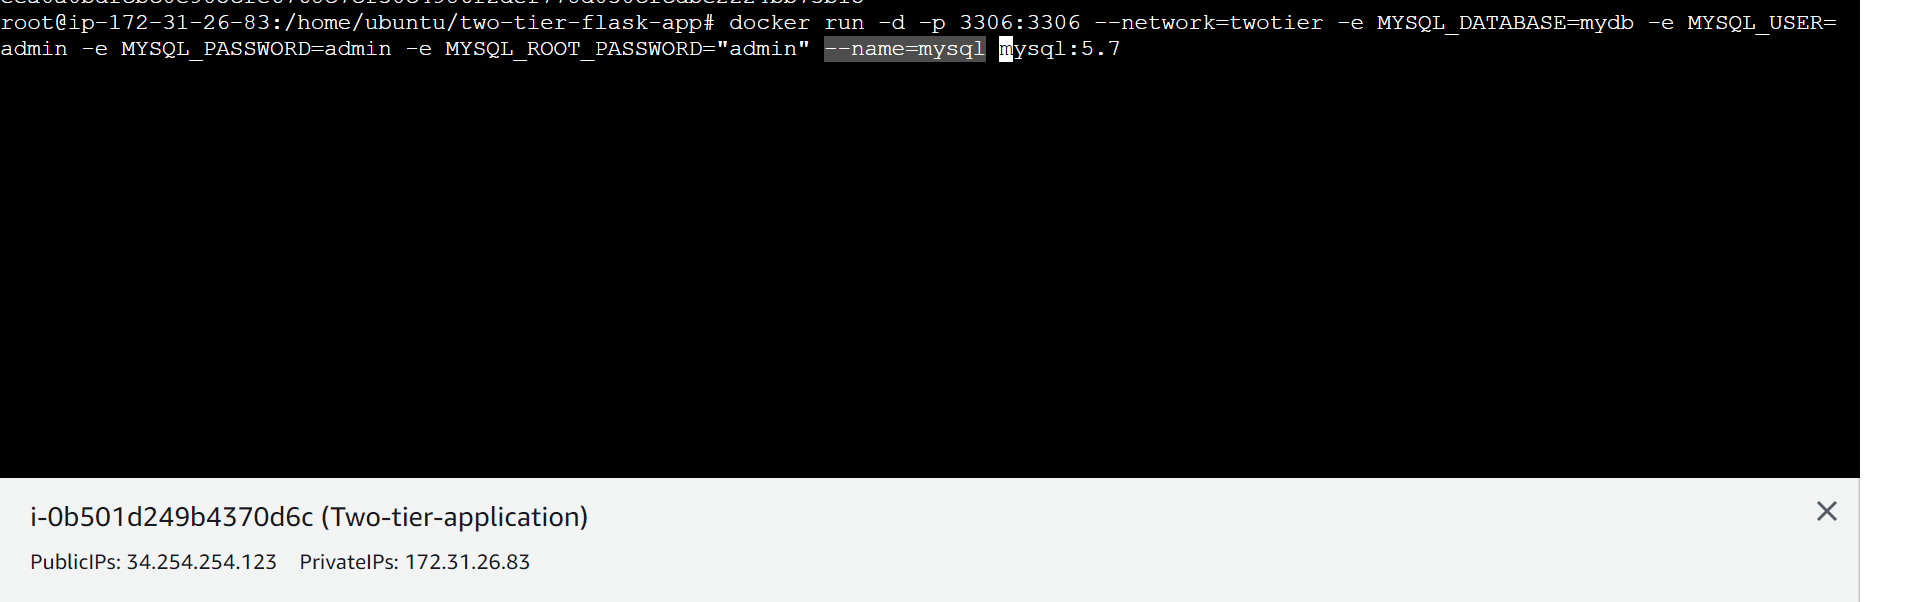 root@ip-172-31-26-83:/home/ubuntu/two-tier-flask-app# docker run -d -p 3306:3306 --network=twotier -e MYSQL_DATABASE=mydb -e MYSQL_USER=
admin -e MYSQL_PASSWORD=admin -e MYSQL_ROOT_PASSWORD="admin" --name=mysql mysql:5.7
i-0b501d249b4370d6c (Two-tier-application)
PublicIPs: 34.254.254.123 PrivateIPs: 172.31.26.83